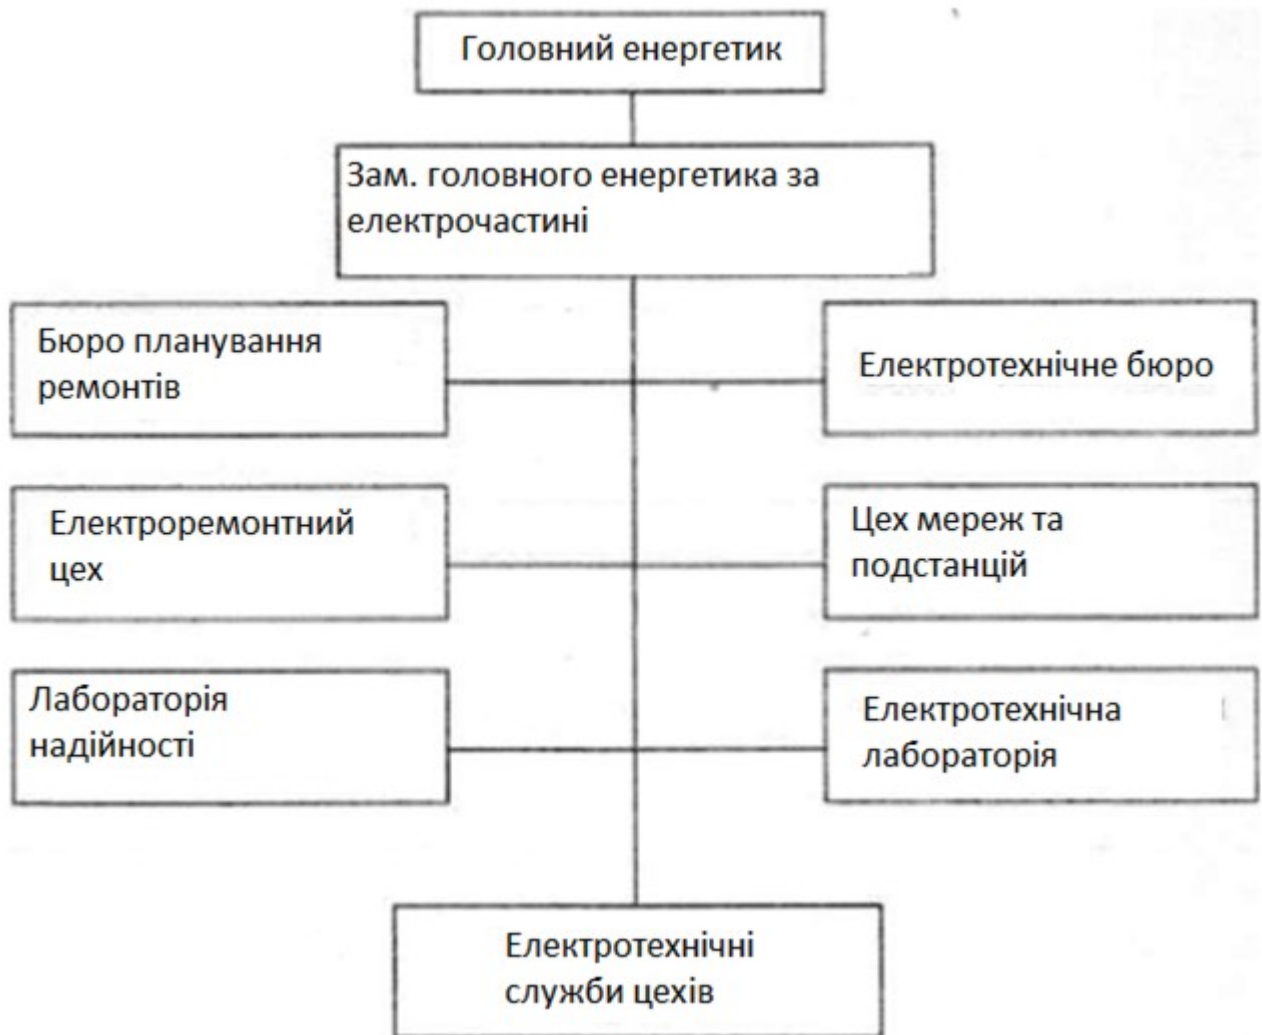 Головний енергетик
Зам. головного енергетика за
електрочастині
Бюро планування
ремонтів
Електротехнічне бюро
Електроремонтний
цех
Цех мереж та
подстанцій
Лабораторія
надійності
Електротехнічна
лабораторія
Електротехнічні
служби цехів